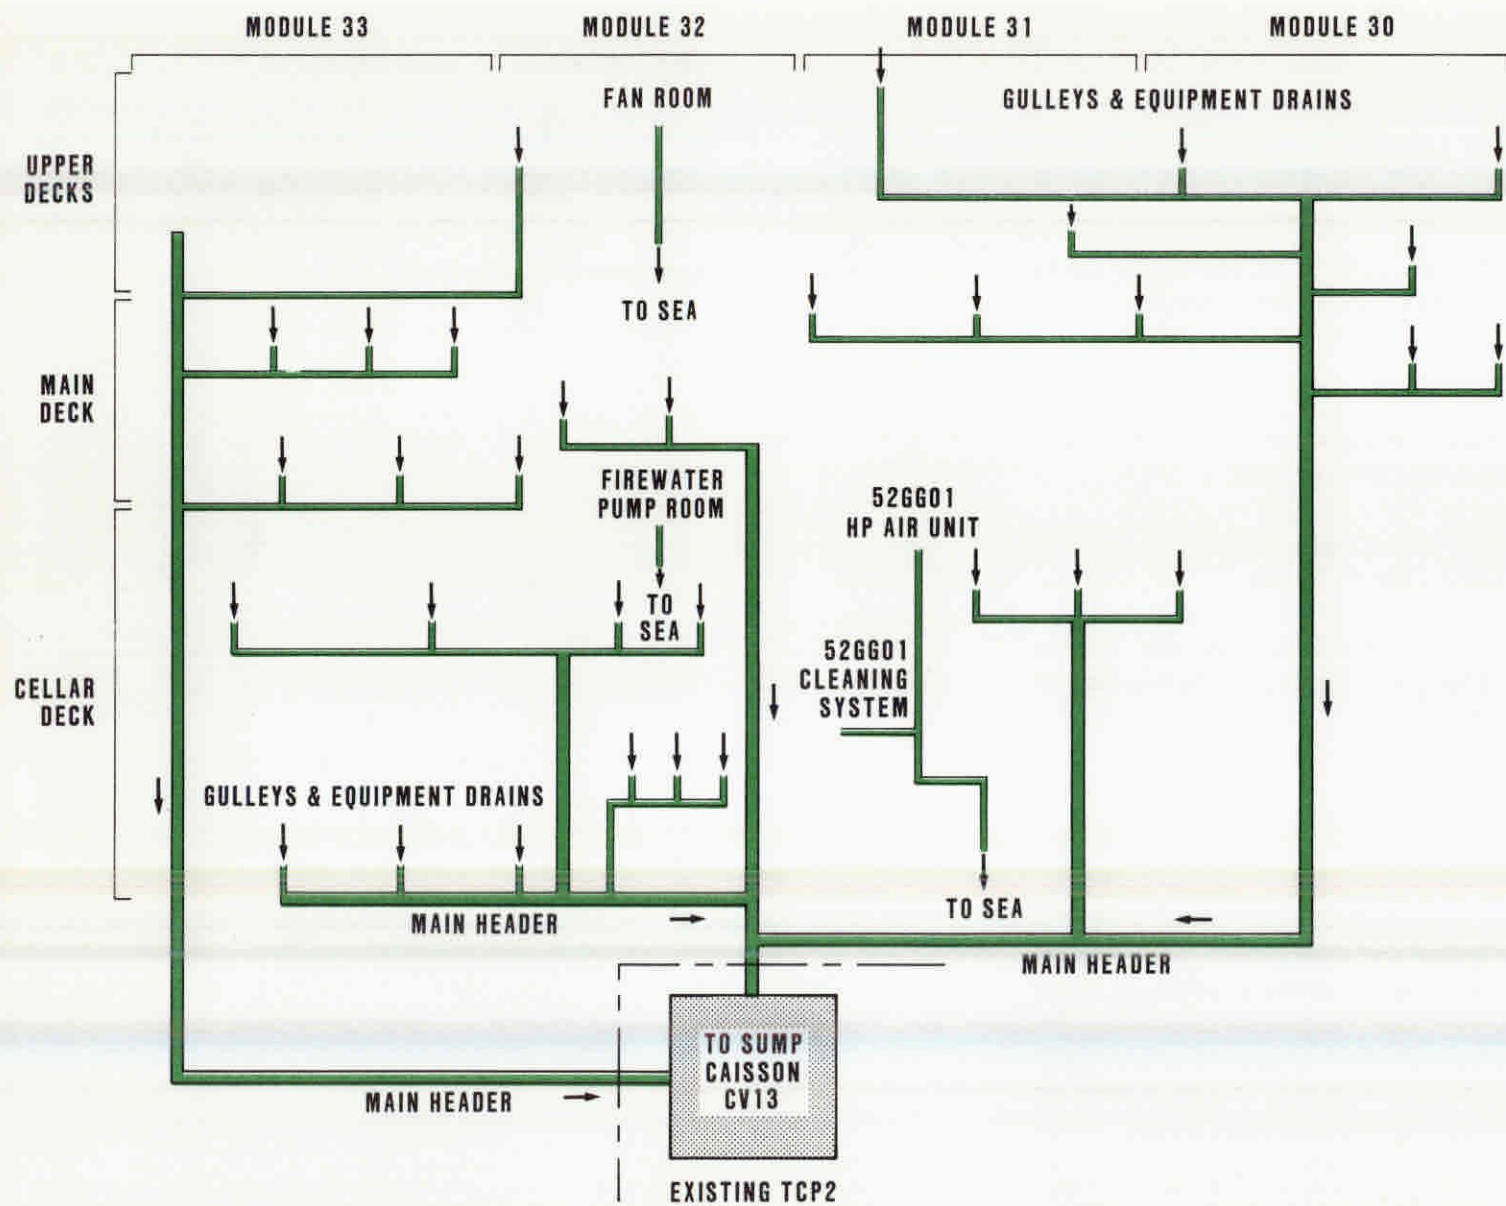 MODULE 33
MODULE 32
MODULE 31
MODULE 30
FAN ROOM
GULLEYS & EQUIPMENT DRAINS
UPPER
DECKS
TO SEA
MAIN
DECK
FIREWATER
PUMP ROOM
52GG01
HP AIR UNIT
TO
SEA
52GG01
CLEANING
SYSTEM
CELLAR
DECK
GULLEYS & EQUIPMENT DRAINS
TO SEA
MAIN HEADER
MAIN HEADER
TO SUMP
CAISSON
CV13
MAIN HEADER
EXISTING TCP2